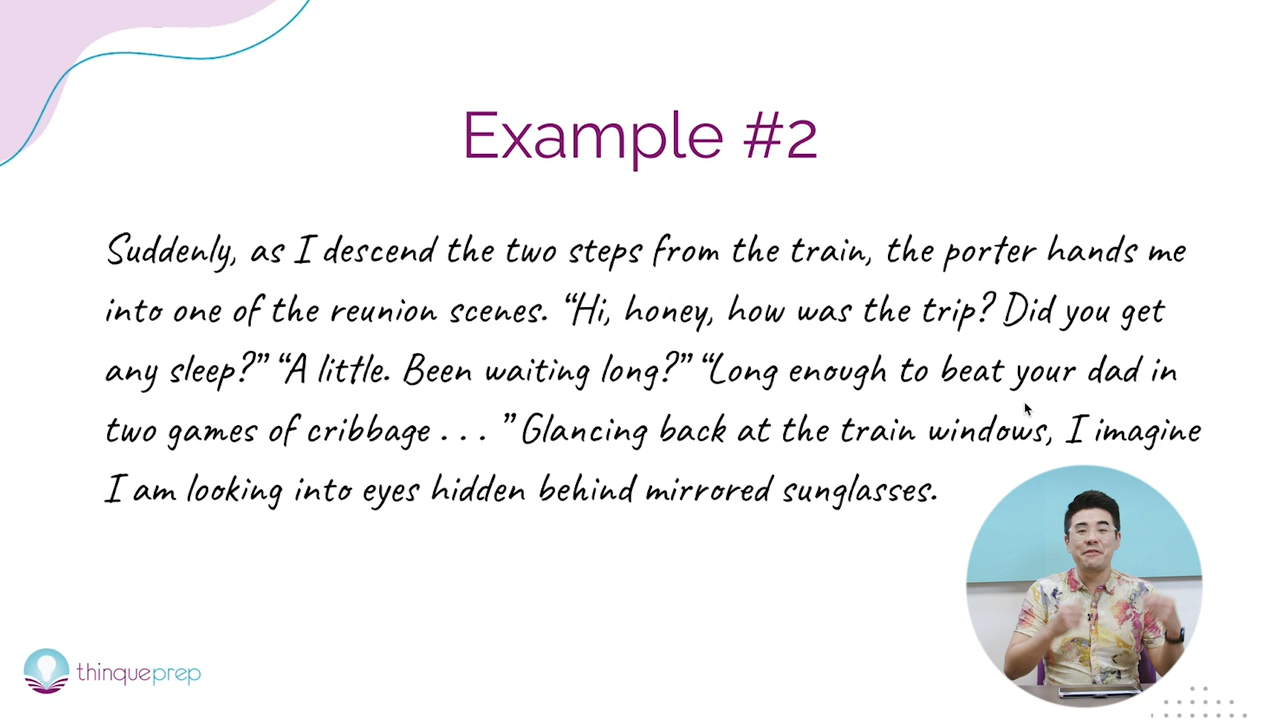 Example #2
Suddenly, as I descend the two steps from the train, the porter hands me
into one of the reunion scenes. “Hi, honey, how was the trip? Did you get
any sleep?” “A little. Been waiting long?” “Long enough to beat your dad in
two games of cribbage . . . ” Glancing back at the train windows, I imagine
I am looking into eyes hidden behind mirrored sunglasses.
thinqueprep